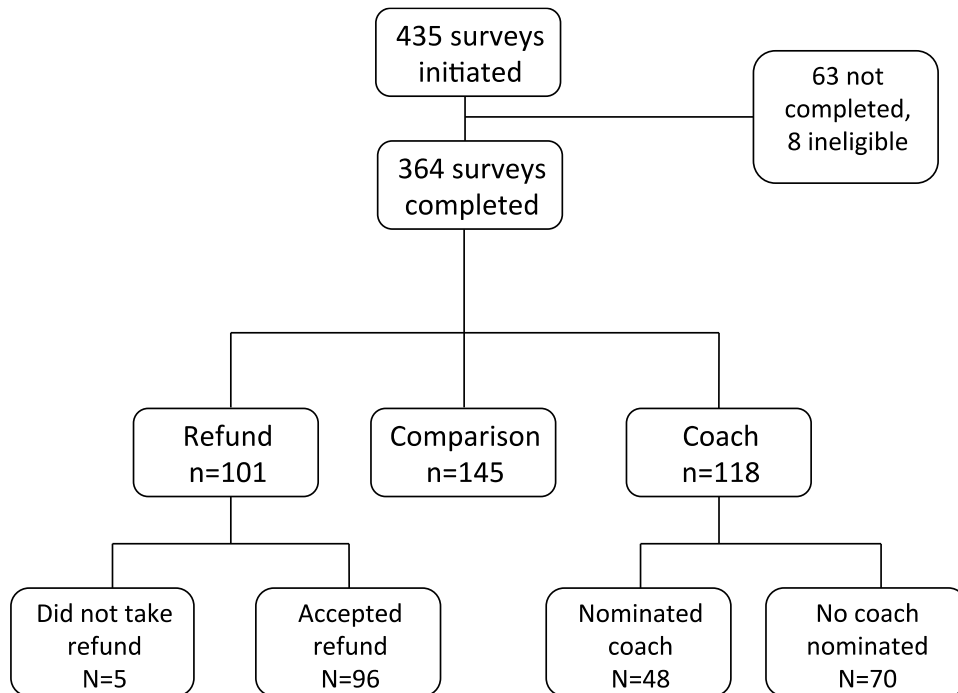 435 surveys
initiated
63 not
completed,
8 ineligible
364 surveys
completed
Refund
n=101
Comparison
n=145
Coach
n=118
Did not take
refund
N=5
Accepted
refund
N=96
Nominated
coach
N=48
No coach
nominated
N=70